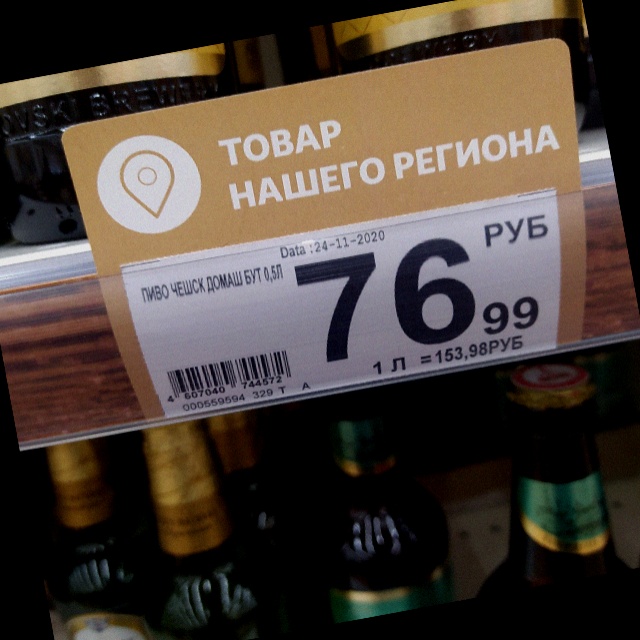 BREWERY
ТОВАР
НАШЕГО РЕГИОНА
Data :24-11-2020
ПИВО ЧЕШСК ДОМАШ БУТ 0,5Л
76 99
РУБ
1 Л =153,98РУБ
4 607040 744572
000559594 329 Т А